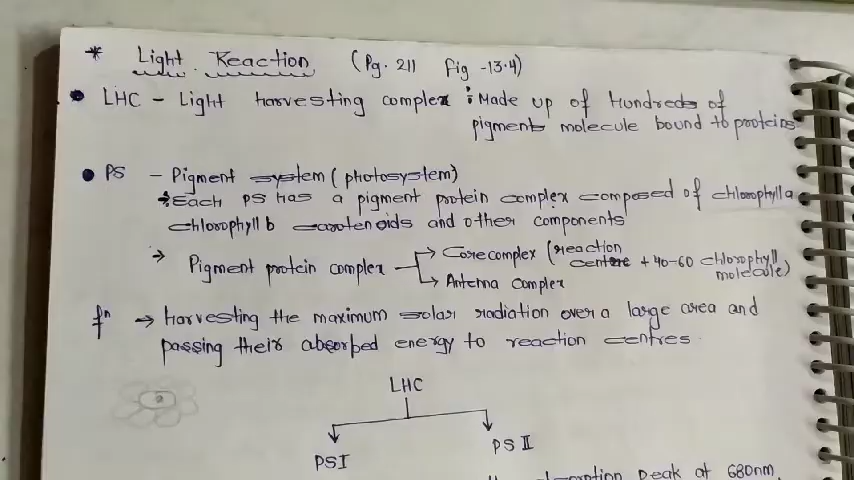 * Light Reaction (Pg. 211 fig -13.4)
• LHC - Light harvesting complex : Made up of Hundreds of
pigment molecule bound to proteins
• PS - Pigment system (photosystem)
→ Each PS has a pigment protein complex composed of chlorophyll a
chlorophyll b carotenoids and other components
→ Pigment protein complex → Core complex (reaction centre + 40-60 chlorophyll molecule)
→ Antenna complex
fⁿ → Harvesting the maximum solar radiation over a large area and
passing their absorbed energy to reaction centres.
LHC
PSI PSII
peak at 680nm.